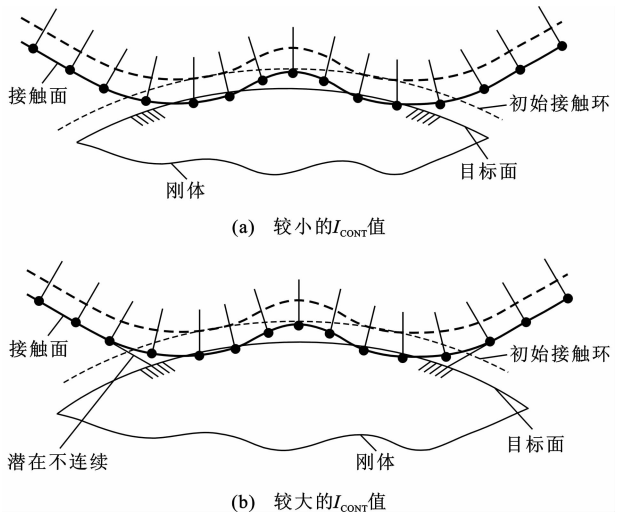 接触面
初始接触环
目标面
刚体
(a) 较小的I_CONT值
接触面
初始接触环
潜在不连续
刚体
目标面
(b) 较大的I_CONT值